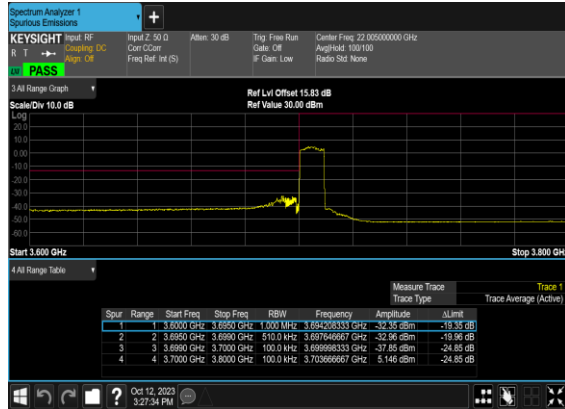 Spectrum Analyzer 1
Spurious Emissions
KEYSIGHT Input: RF Input Z: 50 Ω Atten: 30 dB Trig: Free Run Center Freq: 22.005000000 GHz
R T Coupling: DC Corr CCorr Gate: Off Avg|Hold: 100/100
Align: Off Freq Ref: Int (S) IF Gain: Low Radio Std: None
PASS
3 All Range Graph Ref Lvl Offset 15.83 dB
Scale/Div 10.0 dB Ref Value 30.00 dBm
Log
20.0
10.0
0.00
-10.0
-20.0
-30.0
-40.0
-50.0
-60.0
Start 3.600 GHz Stop 3.800 GH
4 All Range Table
Measure Trace Trace 1
Trace Type Trace Average (Active)
Spur Range Start Freq Stop Freq RBW Frequency Amplitude ΔLimit
1 1 3.6000 GHz 3.6950 GHz 1.000 MHz 3.694208333 GHz -32.35 dBm -19.35 dB
2 2 3.6950 GHz 3.6990 GHz 510.0 kHz 3.697646667 GHz -32.96 dBm -19.96 dB
3 3 3.6990 GHz 3.7000 GHz 100.0 kHz 3.699998333 GHz -37.85 dBm -24.85 dB
4 4 3.7000 GHz 3.8000 GHz 100.0 kHz 3.703666667 GHz 5.146 dBm -24.85 dB
? Oct 12, 2023
3:27:34 PM